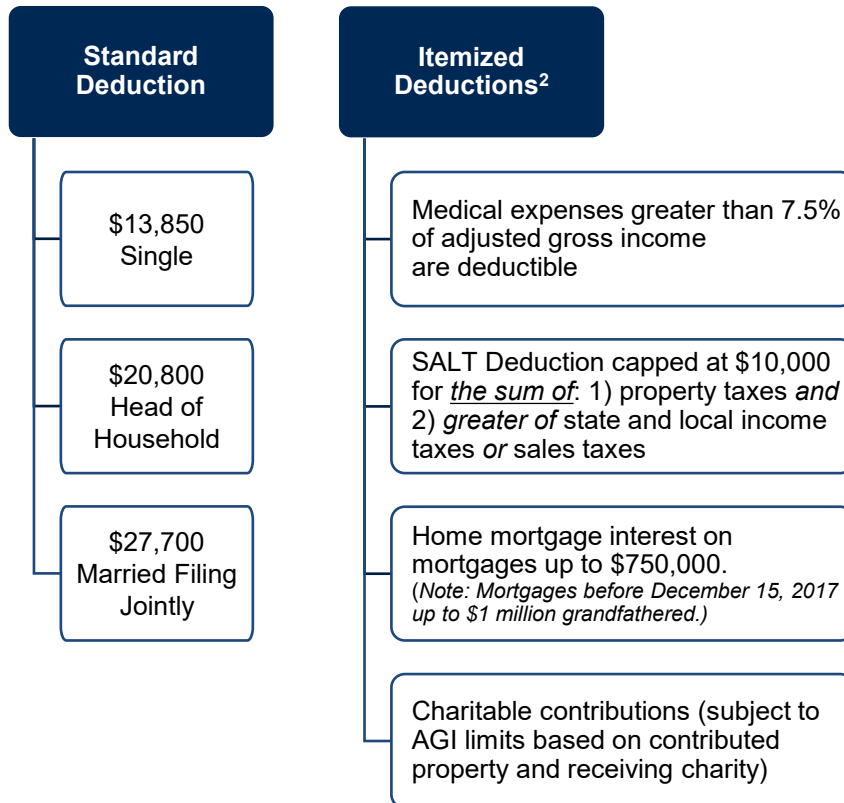 Standard
Deduction
$13,850
Single
$20,800
Head of
Household
$27,700
Married Filing
Jointly
Itemized
Deductions²
Medical expenses greater than 7.5%
of adjusted gross income
are deductible
SALT Deduction capped at $10,000
for the sum of: 1) property taxes and
2) greater of state and local income
taxes or sales taxes
Home mortgage interest on
mortgages up to $750,000.
(Note: Mortgages before December 15, 2017
up to $1 million grandfathered.)
Charitable contributions (subject to
AGI limits based on contributed
property and receiving charity)